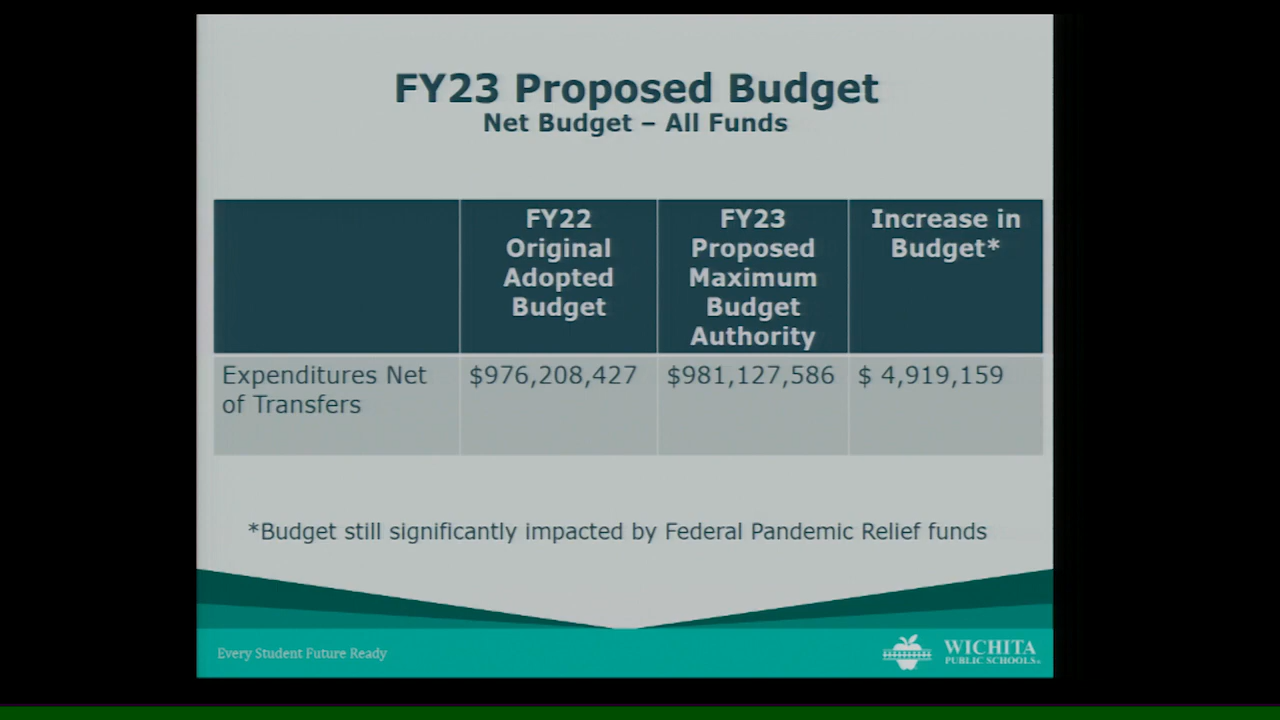 FY23 Proposed Budget
Net Budget – All Funds
FY22
Original
Adopted
Budget
FY23
Proposed
Maximum
Budget
Authority
Increase in
Budget*
Expenditures Net
of Transfers
$976,208,427
$981,127,586
$ 4,919,159
*Budget still significantly impacted by Federal Pandemic Relief funds
Every Student Future Ready
WICHITA
PUBLIC SCHOOLS